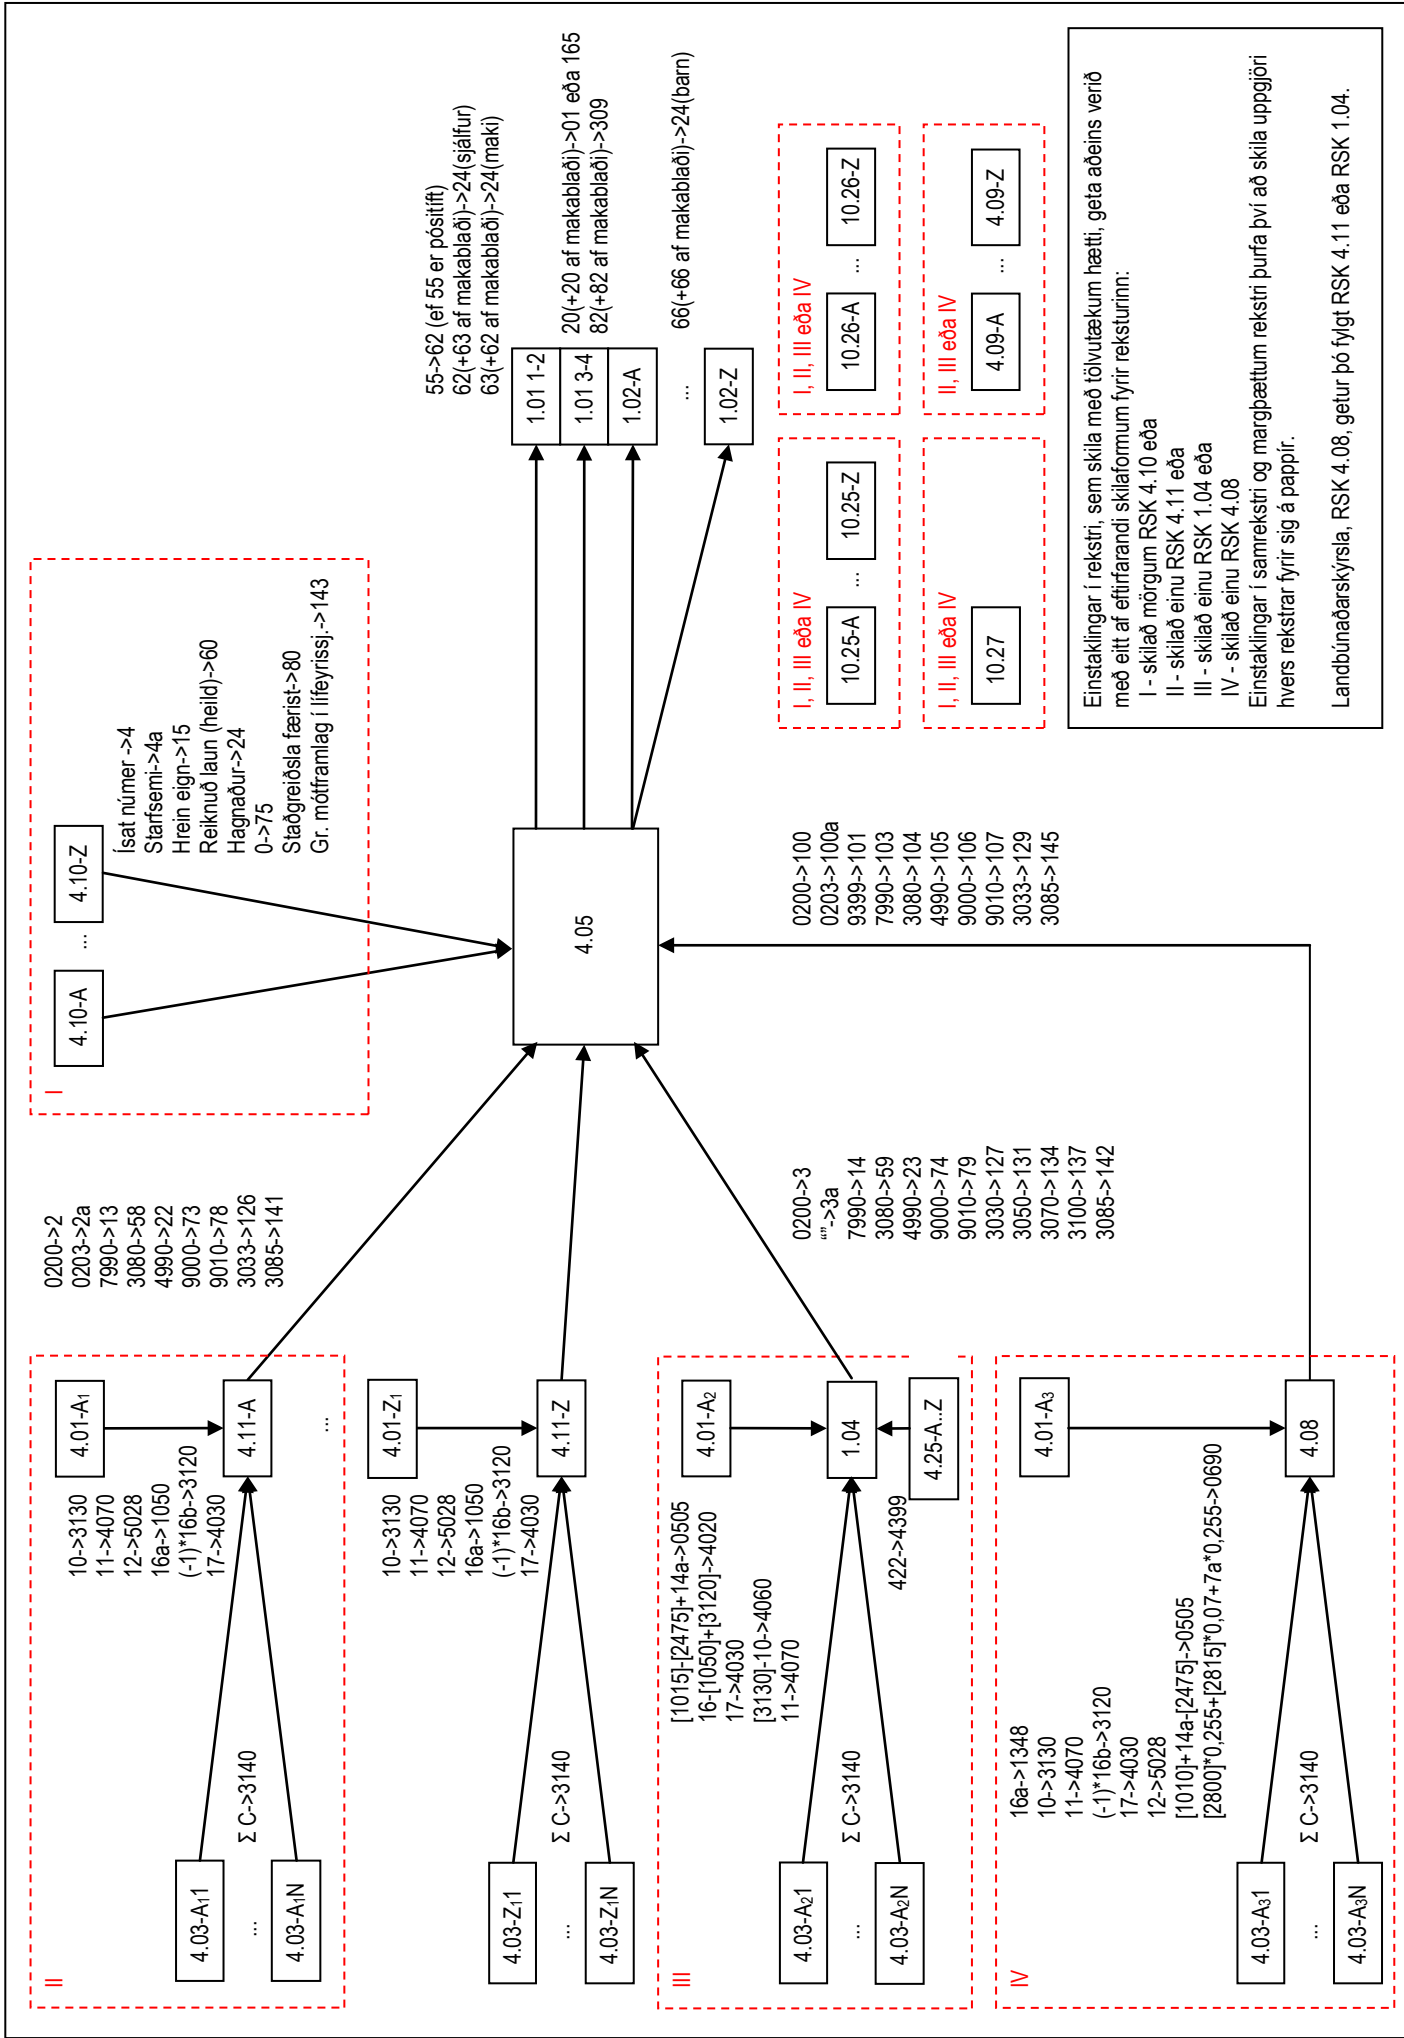 I
4.10-A
...
4.10-Z
Ísat númer ->4
Starfsemi->4a
Hrein eign->15
Reiknuð laun (heild)->60
Hagnaður->24
0->75
Staðgreiðsla færist->80
Gr. mótframlag í lífeyrissj.->143
II
4.03-A₁1
...
4.03-A₁N
Σ C->3140
4.01-A₁
10->3130
11->4070
12->5028
16a->1050
(-1)*16b->3120
17->4030
4.11-A
...
0200->2
0203->2a
7990->13
3080->58
4990->22
9000->73
9010->78
3033->126
3085->141
4.03-Z₁1
...
4.03-Z₁N
Σ C->3140
4.01-Z₁
10->3130
11->4070
12->5028
16a->1050
(-1)*16b->3120
17->4030
4.11-Z
4.05
55->62 (ef 55 er pósitíft)
62(+63 af makablaði)->24(sjálfur)
63(+62 af makablaði)->24(maki)
1.01 1-2
1.01 3-4
1.02-A
20(+20 af makablaði)->01 eða 165
82(+82 af makablaði)->309
...
66(+66 af makablaði)->24(barn)
1.02-Z
III
4.03-A₂1
...
4.03-A₂N
Σ C->3140
4.01-A₂
[1015]-[2475]+14a->0505
16-[1050]+[3120]->4020
17->4030
[3130]-10->4060
11->4070
1.04
4.25-A..Z
422->4399
0200->3
“”->3a
7990->14
3080->59
4990->23
9000->74
9010->79
3030->127
3050->131
3070->134
3100->137
3085->142
IV
4.03-A₃1
...
4.03-A₃N
Σ C->3140
4.01-A₃
16a->1348
10->3130
11->4070
(-1)*16b->3120
17->4030
12->5028
[1010]+14a-[2475]->0505
[2800]*0,255+[2815]*0,07+7a*0,255->0690
4.08
0200->100
0203->100a
9399->101
7990->103
3080->104
4990->105
9000->106
9010->107
3033->129
3085->145
I, II, III eða IV
10.25-A
...
10.25-Z
I, II, III eða IV
10.26-A
...
10.26-Z
I, II, III eða IV
10.27
II, III eða IV
4.09-A
...
4.09-Z
Einstaklingar í rekstri, sem skila með tölvutækum hætti, geta aðeins verið
með eitt af eftirfarandi skilaformum fyrir reksturinn:
I - skilað mörgum RSK 4.10 eða
II - skilað einu RSK 4.11 eða
III - skilað einu RSK 1.04 eða
IV - skilað einu RSK 4.08
Einstaklingar í samrekstri og margþættum rekstri þurfa því að skila uppgjöri
hvers rekstrar fyrir sig á pappír.
Landbúnaðarskýrsla, RSK 4.08, getur þó fylgt RSK 4.11 eða RSK 1.04.